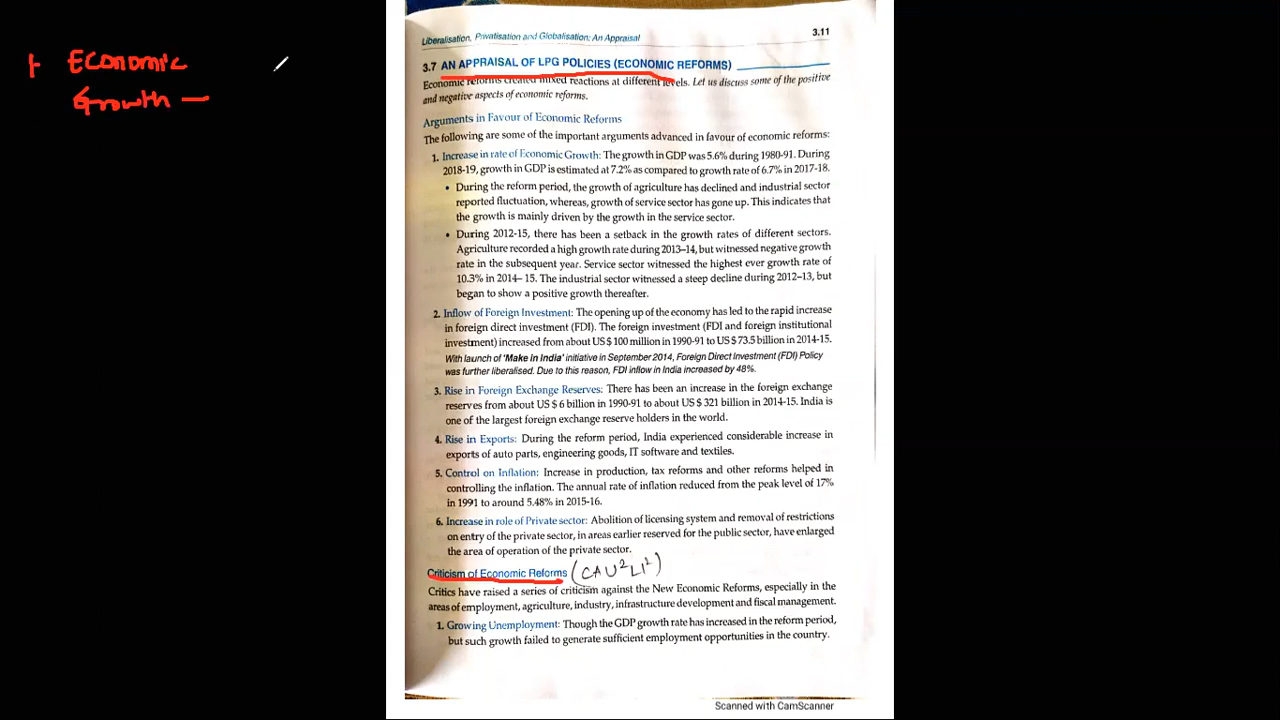 1 Economic
Growth —
Liberalisation, Privatisation and Globalisation: An Appraisal
3.11
3.7 AN APPRAISAL OF LPG POLICIES (ECONOMIC REFORMS)
Economic reforms created mixed reactions at different levels. Let us discuss some of the positive
and negative aspects of economic reforms.
Arguments in Favour of Economic Reforms
The following are some of the important arguments advanced in favour of economic reforms:
1. Increase in rate of Economic Growth: The growth in GDP was 5.6% during 1980-91. During
2018-19, growth in GDP is estimated at 7.2% as compared to growth rate of 6.7% in 2017-18.
• During the reform period, the growth of agriculture has declined and industrial sector
reported fluctuation, whereas, growth of service sector has gone up. This indicates that
the growth is mainly driven by the growth in the service sector.
• During 2012-15, there has been a setback in the growth rates of different sectors.
Agriculture recorded a high growth rate during 2013–14, but witnessed negative growth
rate in the subsequent year. Service sector witnessed the highest ever growth rate of
10.3% in 2014– 15. The industrial sector witnessed a steep decline during 2012–13, but
began to show a positive growth thereafter.
2. Inflow of Foreign Investment: The opening up of the economy has led to the rapid increase
in foreign direct investment (FDI). The foreign investment (FDI and foreign institutional
investment) increased from about US $ 100 million in 1990-91 to US $ 73.5 billion in 2014-15.
With launch of 'Make in India' initiative in September 2014, Foreign Direct Investment (FDI) Policy
was further liberalised. Due to this reason, FDI inflow in India increased by 48%.
3. Rise in Foreign Exchange Reserves: There has been an increase in the foreign exchange
reserves from about US $ 6 billion in 1990-91 to about US $ 321 billion in 2014-15. India is
one of the largest foreign exchange reserve holders in the world.
4. Rise in Exports: During the reform period, India experienced considerable increase in
exports of auto parts, engineering goods, IT software and textiles.
5. Control on Inflation: Increase in production, tax reforms and other reforms helped in
controlling the inflation. The annual rate of inflation reduced from the peak level of 17%
in 1991 to around 5.48% in 2015-16.
6. Increase in role of Private sector: Abolition of licensing system and removal of restrictions
on entry of the private sector, in areas earlier reserved for the public sector, have enlarged
the area of operation of the private sector.
Criticism of Economic Reforms (CAU²LI²)
Critics have raised a series of criticism against the New Economic Reforms, especially in the
areas of employment, agriculture, industry, infrastructure development and fiscal management.
1. Growing Unemployment: Though the GDP growth rate has increased in the reform period,
but such growth failed to generate sufficient employment opportunities in the country.
Scanned with CamScanner